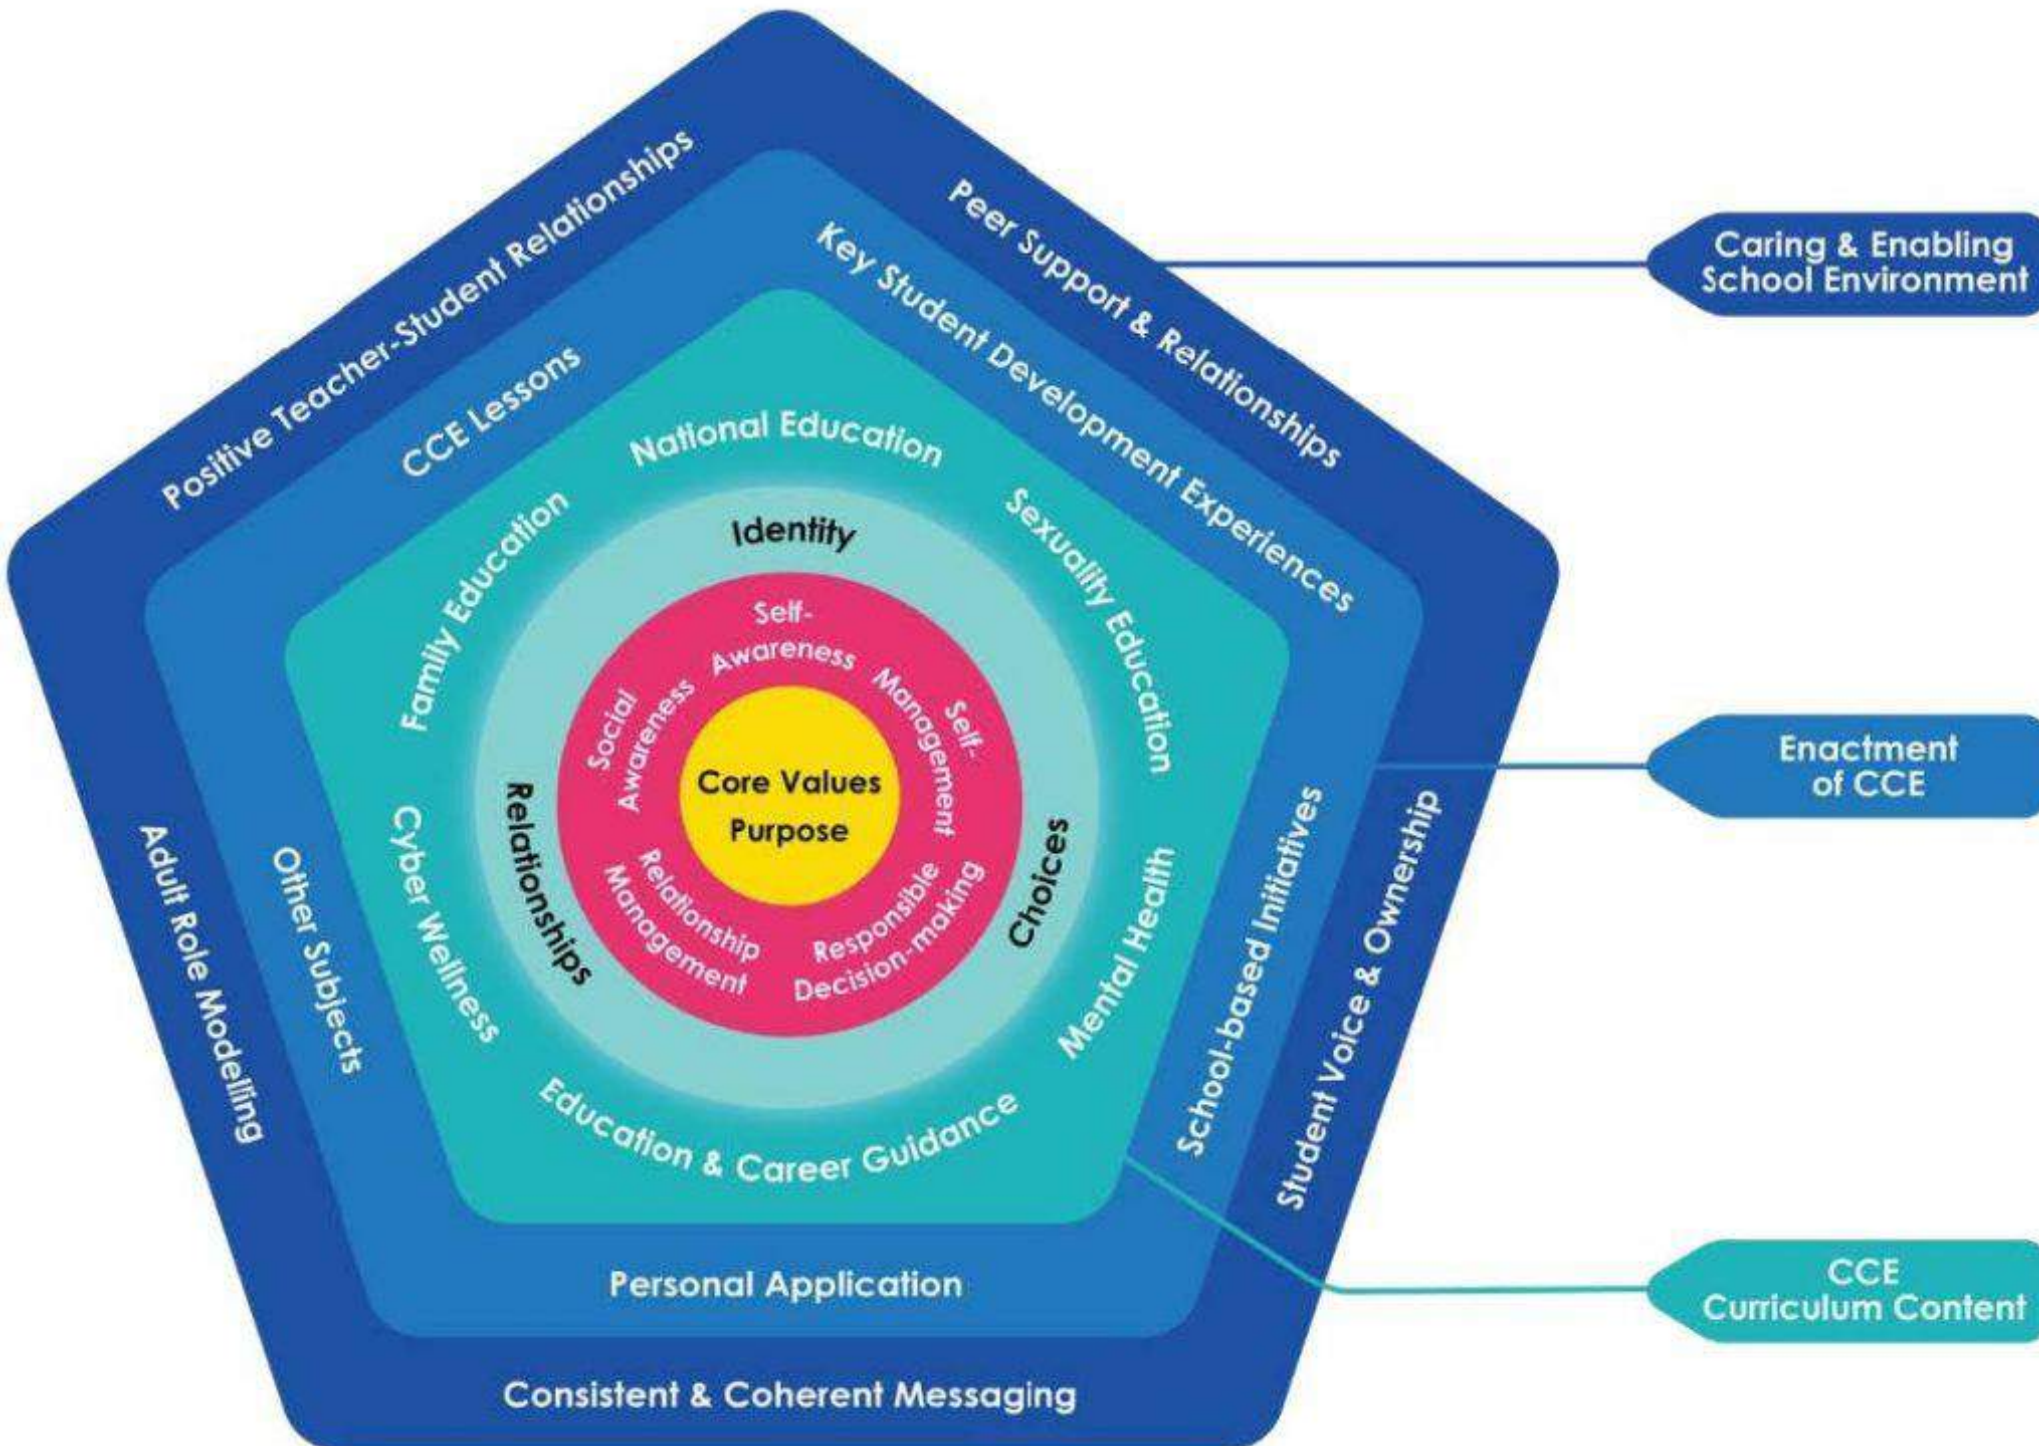 Positive Teacher-Student Relationships
Peer Support & Relationships
Student Voice & Ownership
Consistent & Coherent Messaging
Adult Role Modelling
CCE Lessons
Key Student Development Experiences
School-based Initiatives
Personal Application
Other Subjects
National Education
Sexuality Education
Mental Health
Education & Career Guidance
Cyber Wellness
Family Education
Identity
Choices
Relationships
Self-
Awareness
Self-
Management
Responsible
Decision-making
Relationship
Management
Social
Awareness
Core Values
Purpose
Caring & Enabling
School Environment
Enactment
of CCE
CCE
Curriculum Content